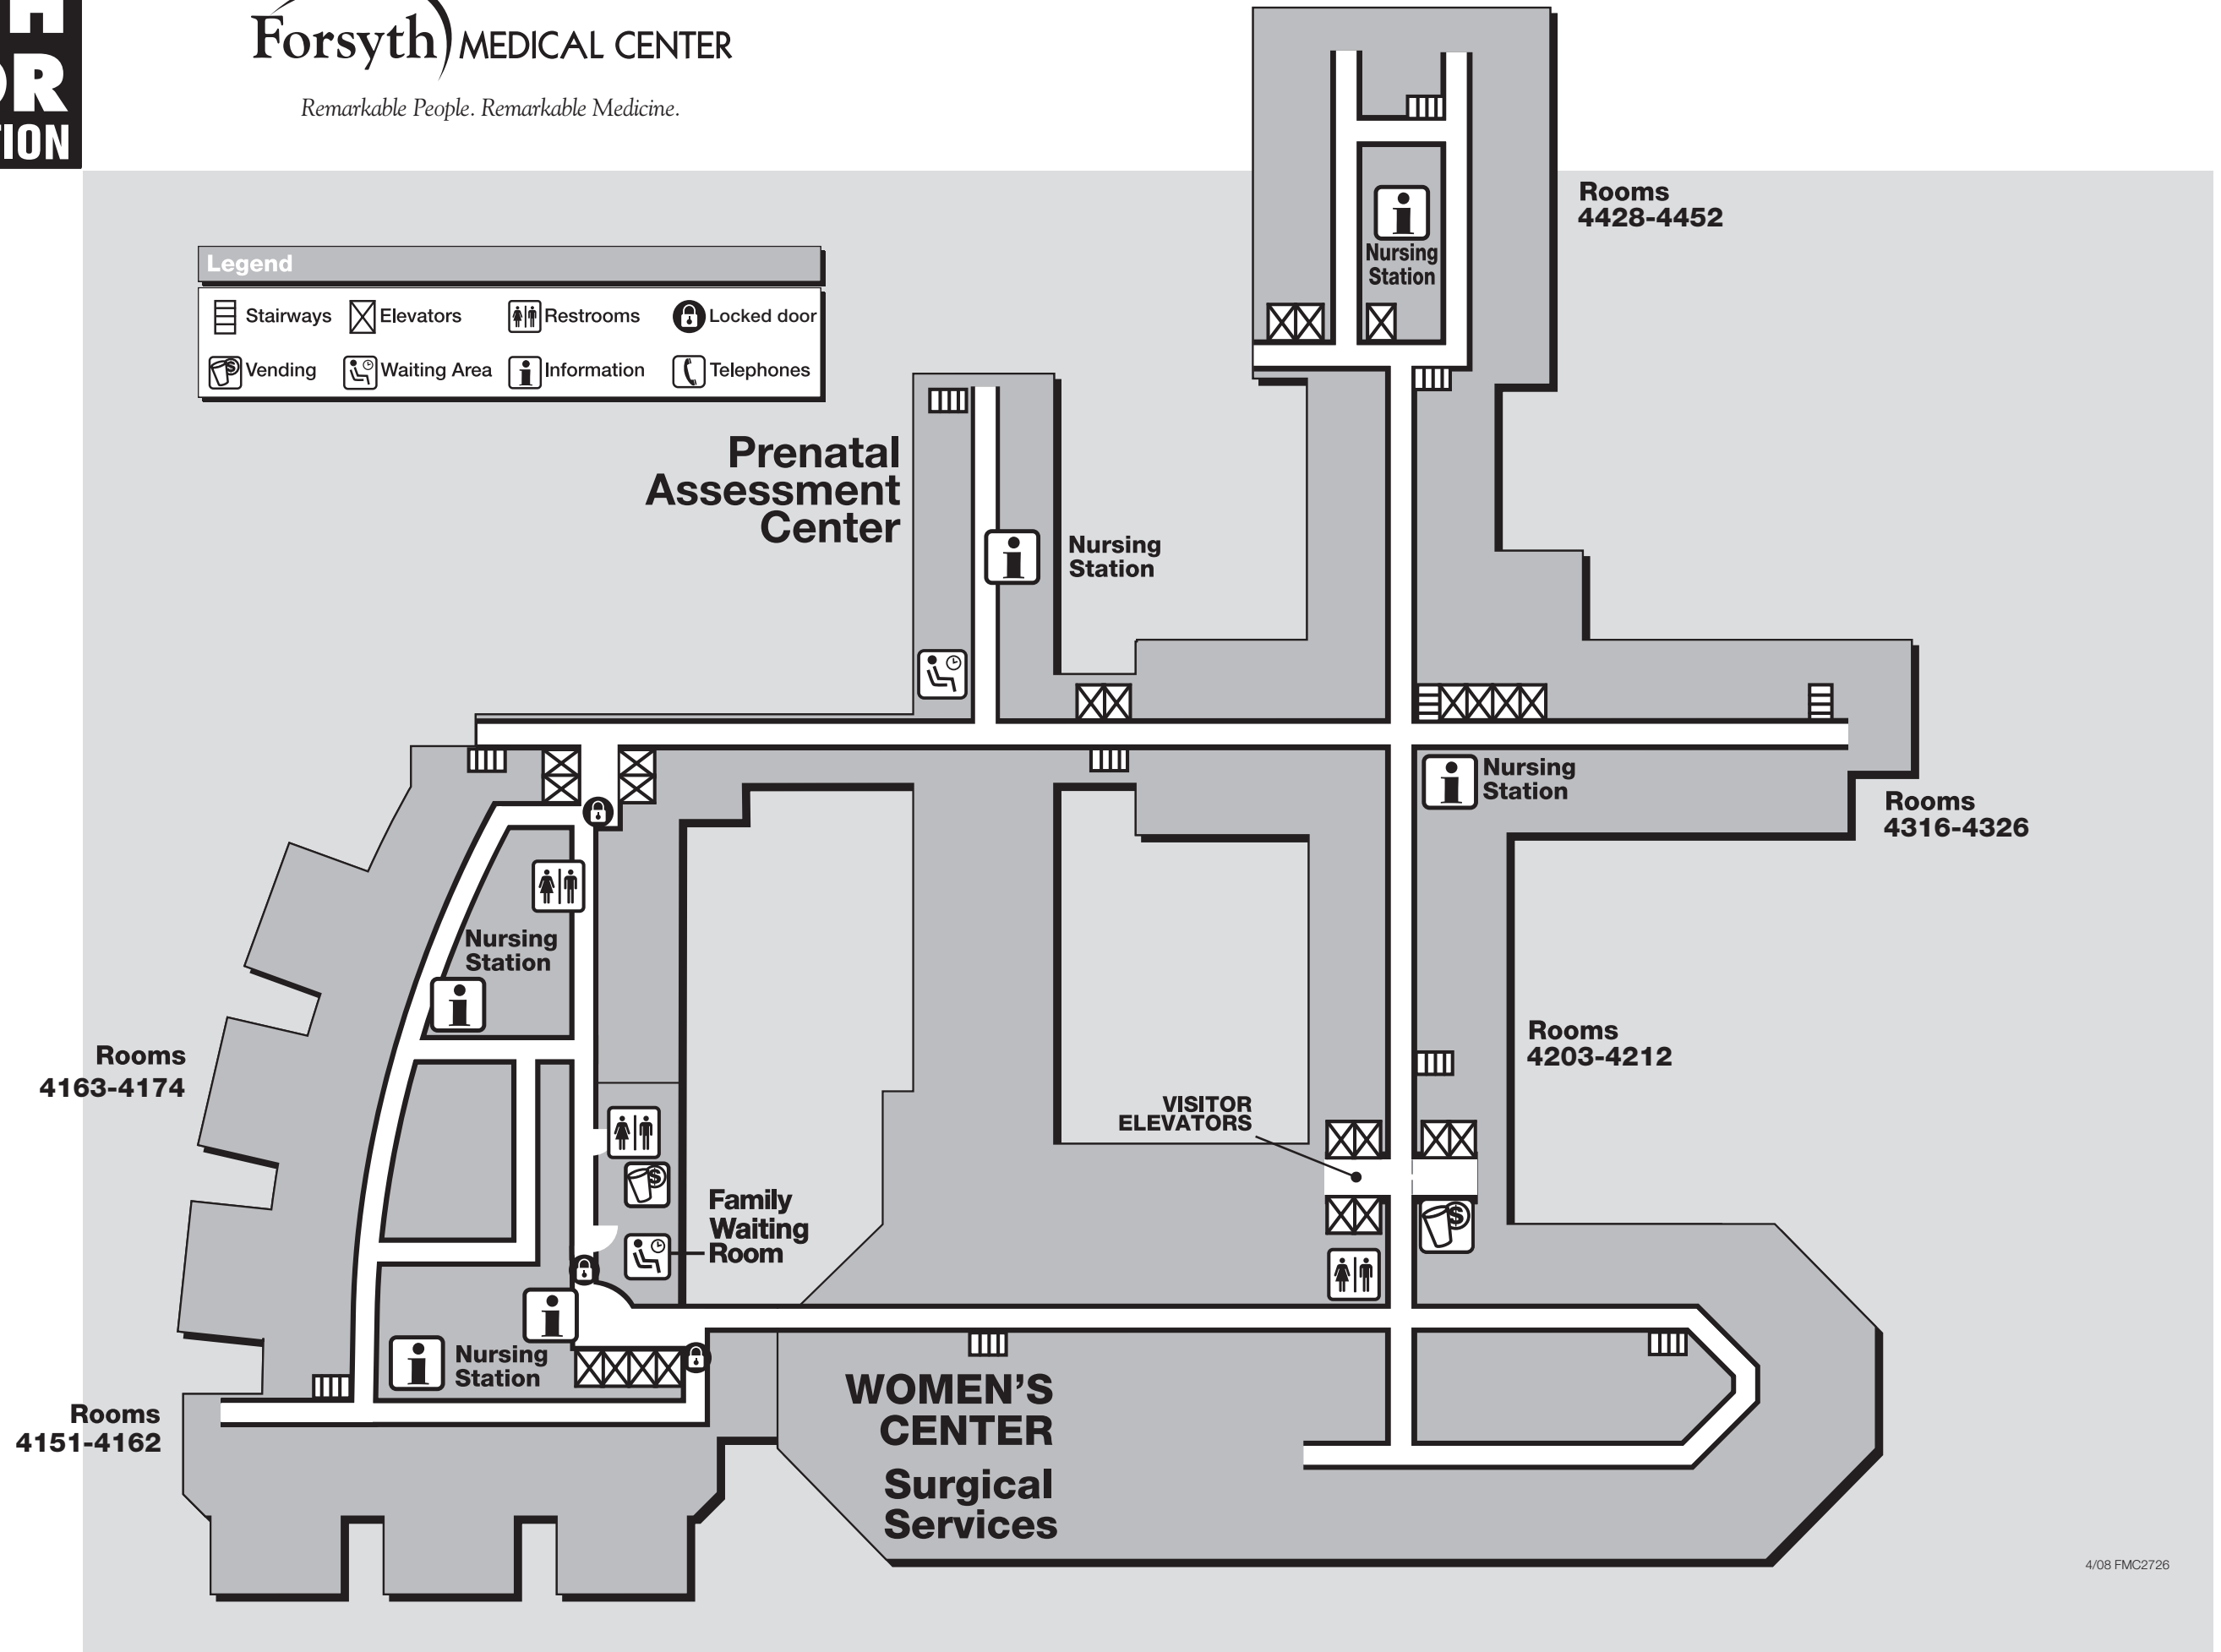 Forsyth MEDICAL CENTER
Remarkable People. Remarkable Medicine.
Legend
Stairways
Elevators
Restrooms
Locked door
Vending
Waiting Area
Information
Telephones
Rooms
4428-4452
Nursing
Station
Prenatal
Assessment
Center
Nursing
Station
Nursing
Station
Rooms
4316-4326
Nursing
Station
Rooms
4163-4174
Rooms
4203-4212
VISITOR
ELEVATORS
Family
Waiting
Room
Nursing
Station
Rooms
4151-4162
WOMEN'S
CENTER
Surgical
Services
4/08 FMC2726